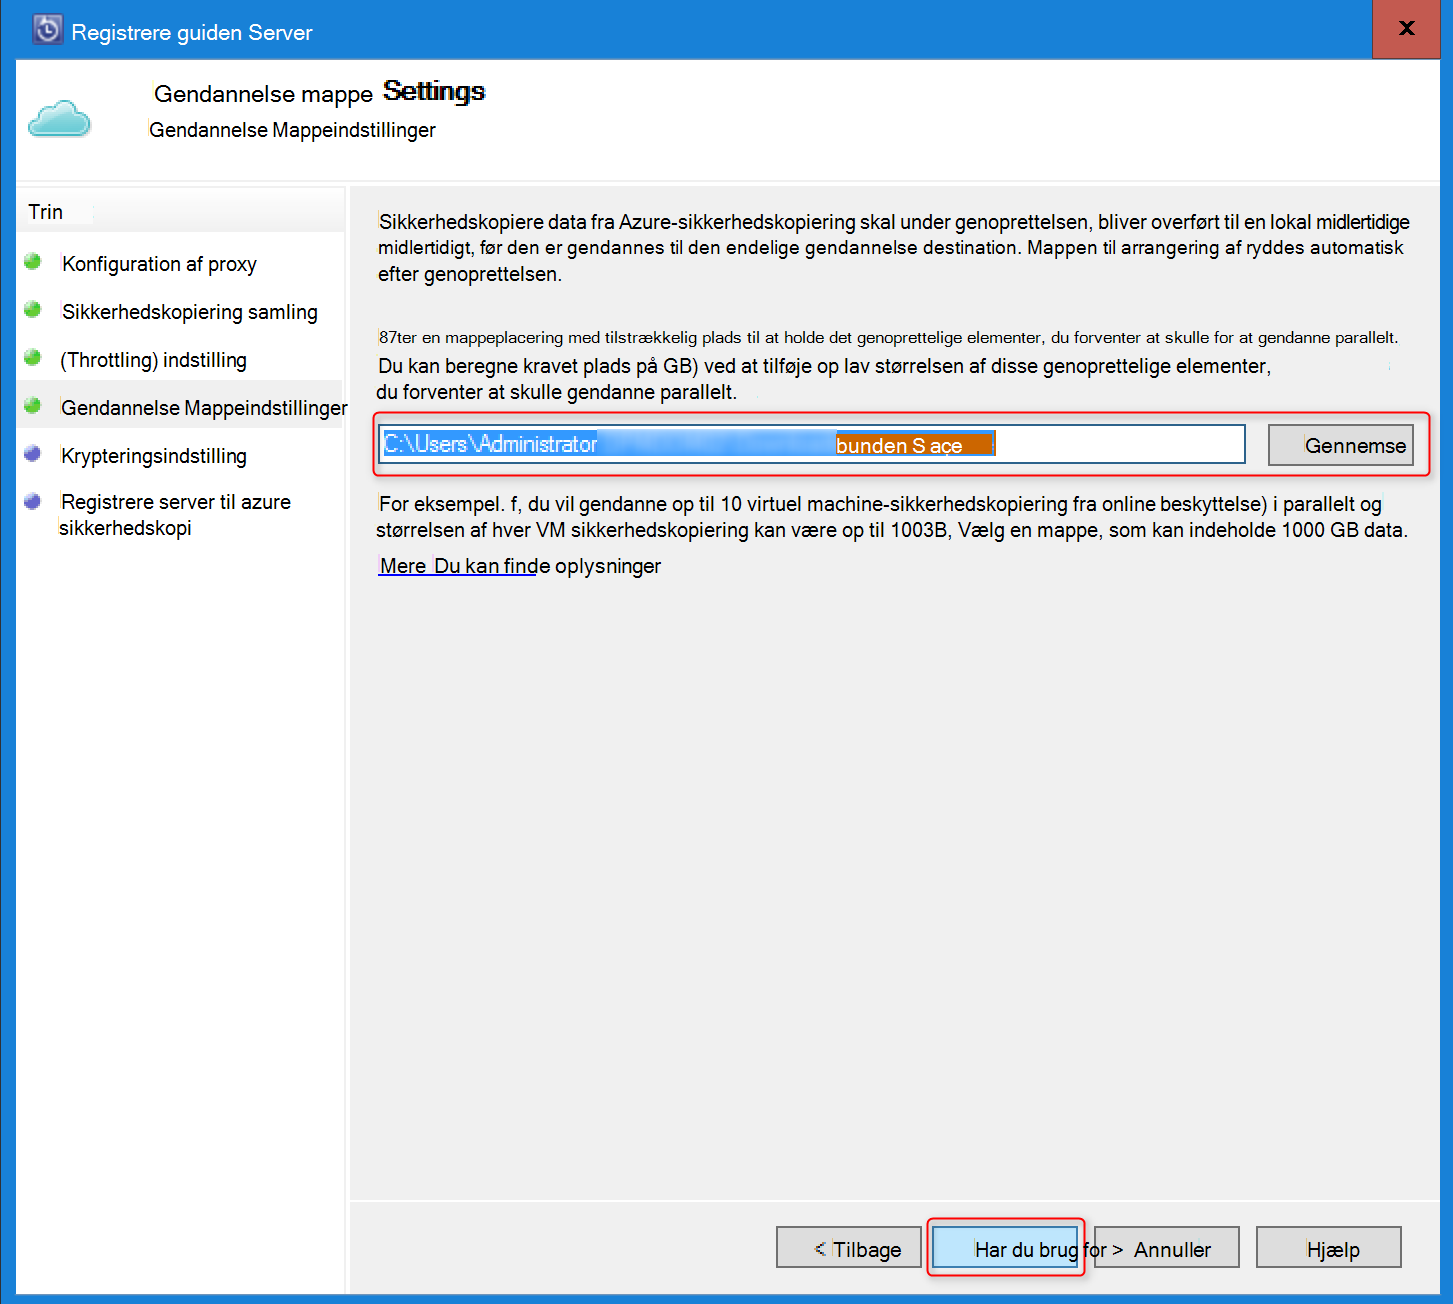 Registrere guiden Server
x
Gendannelse mappe Settings
Gendannelse Mappeindstillinger
Trin
Konfiguration af proxy
Sikkerhedskopiering samling
(Throttling) indstilling
Gendannelse Mappeindstillinger
Krypteringsindstilling
Registrere server til azure
sikkerhedskopi
Sikkerhedskopiere data fra Azure-sikkerhedskopiering skal under genoprettelsen, bliver overført til en lokal midlertidige
midlertidigt, før den er gendannes til den endelige gendannelse destination. Mappen til arrangering af ryddes automatisk
efter genoprettelsen.
87ter en mappeplacering med tilstrækkelig plads til at holde det genoprettelige elementer, du forventer at skulle for at gendanne parallelt.
Du kan beregne kravet plads på GB) ved at tilføje op lav størrelsen af disse genoprettelige elementer,
du forventer at skulle gendanne parallelt.
C:\Users\Administrator bunden S açe
Gennemse
For eksempel. f, du vil gendanne op til 10 virtuel machine-sikkerhedskopiering fra online beskyttelse) i parallelt og
størrelsen af hver VM sikkerhedskopiering kan være op til 1003B, Vælg en mappe, som kan indeholde 1000 GB data.
Mere Du kan finde oplysninger
< Tilbage
Har du brug for >
Annuller
Hjælp